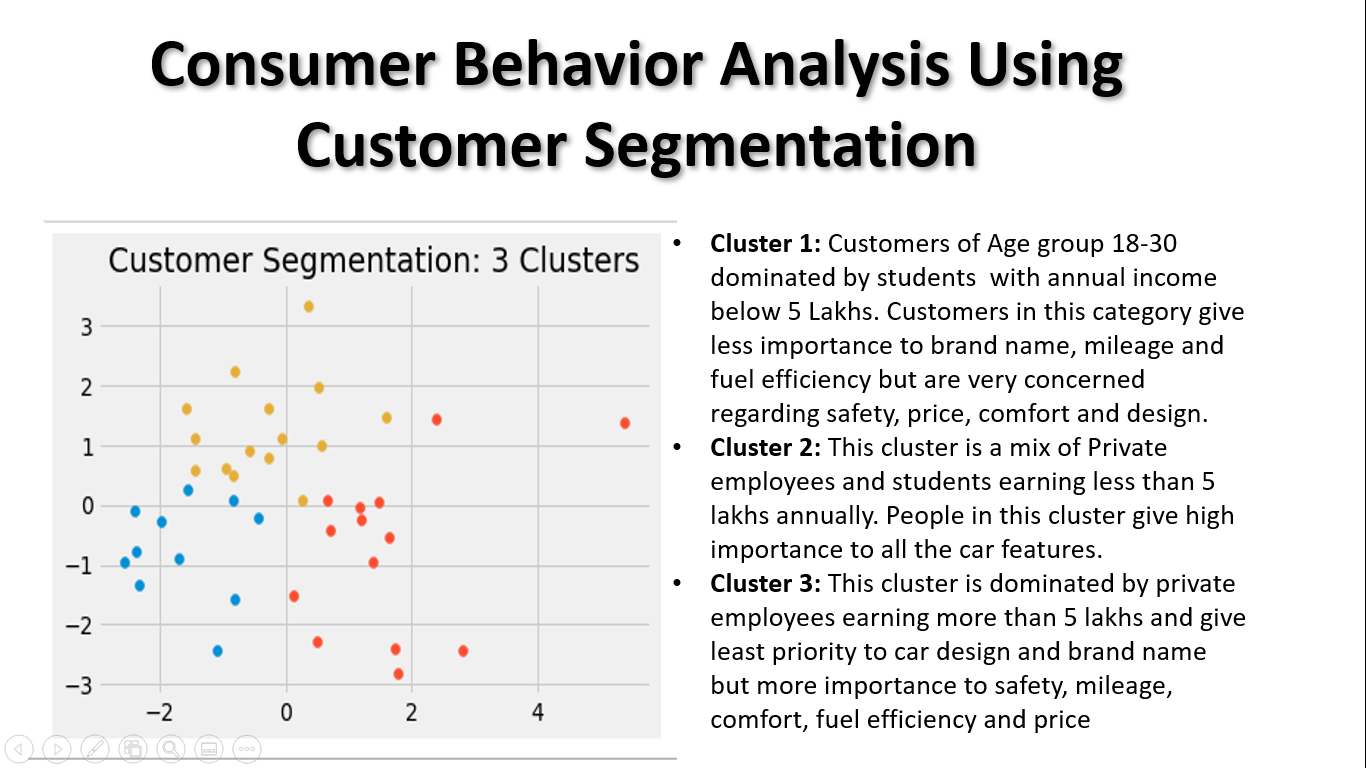 Consumer Behavior Analysis Using
Customer Segmentation
Customer Segmentation: 3 Clusters
3
2
1
0
−1
−2
−3
−2
0
2
4
• Cluster 1: Customers of Age group 18-30
dominated by students  with annual income
below 5 Lakhs. Customers in this category give
less importance to brand name, mileage and
fuel efficiency but are very concerned
regarding safety, price, comfort and design.
• Cluster 2: This cluster is a mix of Private
employees and students earning less than 5
lakhs annually. People in this cluster give high
importance to all the car features.
• Cluster 3: This cluster is dominated by private
employees earning more than 5 lakhs and give
least priority to car design and brand name
but more importance to safety, mileage,
comfort, fuel efficiency and price